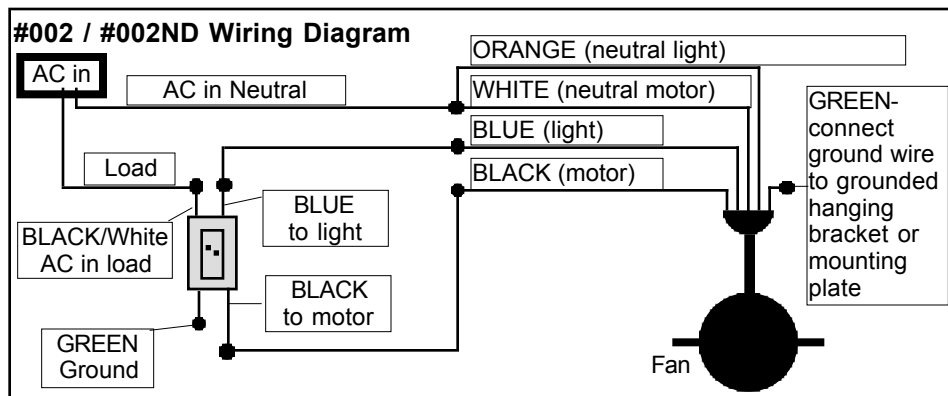 #002 / #002ND Wiring Diagram
AC in
AC in Neutral
ORANGE (neutral light)
WHITE (neutral motor)
BLUE (light)
BLACK (motor)
GREEN-
connect
ground wire
to grounded
hanging
bracket or
mounting
plate
Load
BLACK/White
AC in load
BLUE
to light
BLACK
to motor
GREEN
Ground
Fan